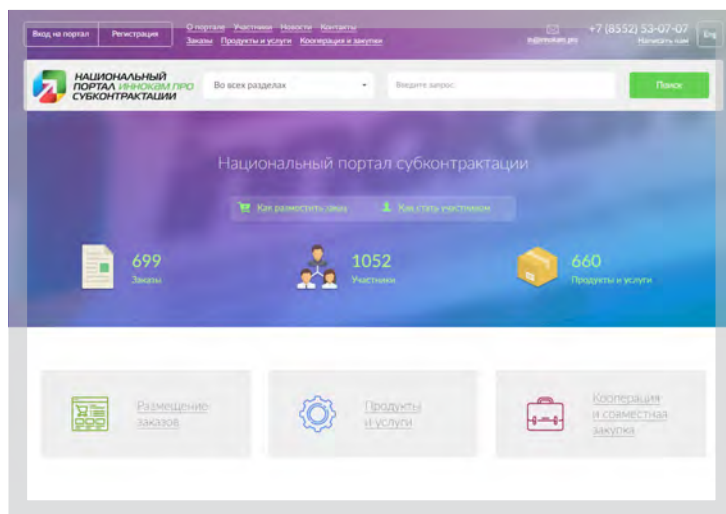 Вход на портал Регистрация
О портале Участники Новости Контакты
Заказы Продукты и услуги Кооперация и закупки
+7 (8552) 53-07-07
Написать нам
Eng
НАЦИОНАЛЬНЫЙ
ПОРТАЛ ИННОКАМ ПРО
СУБКОНТРАКТАЦИИ
Во всех разделах
Введите запрос
Поиск
Национальный портал субконтрактации
Как разместить заказ
Как стать участником
699
Заказы
1052
Участники
660
Продукты и услуги
Размещение
заказов
Продукты
и услуги
Кооперация
и совместная
закупка